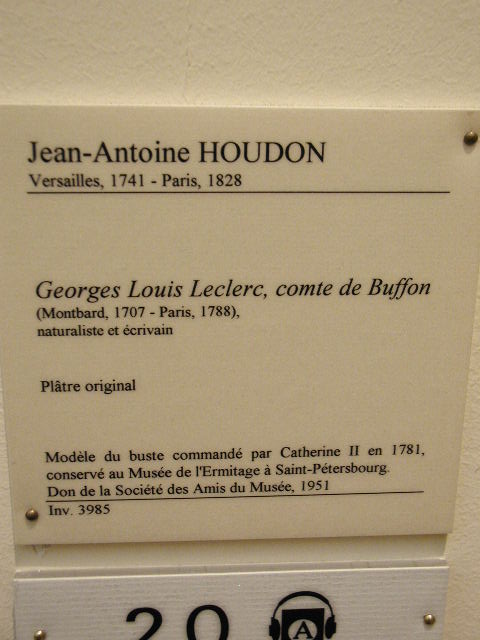 Jean-Antoine HOUDON
Versailles, 1741 - Paris, 1828
Georges Louis Leclerc, comte de Buffon
(Montbard, 1707 - Paris, 1788),
naturaliste et écrivain
Plâtre original
Modèle du buste commandé par Catherine II en 1781,
conservé au Musée de l'Ermitage à Saint-Pétersbourg.
Don de la Société des Amis du Musée, 1951
Inv. 3985
20 A